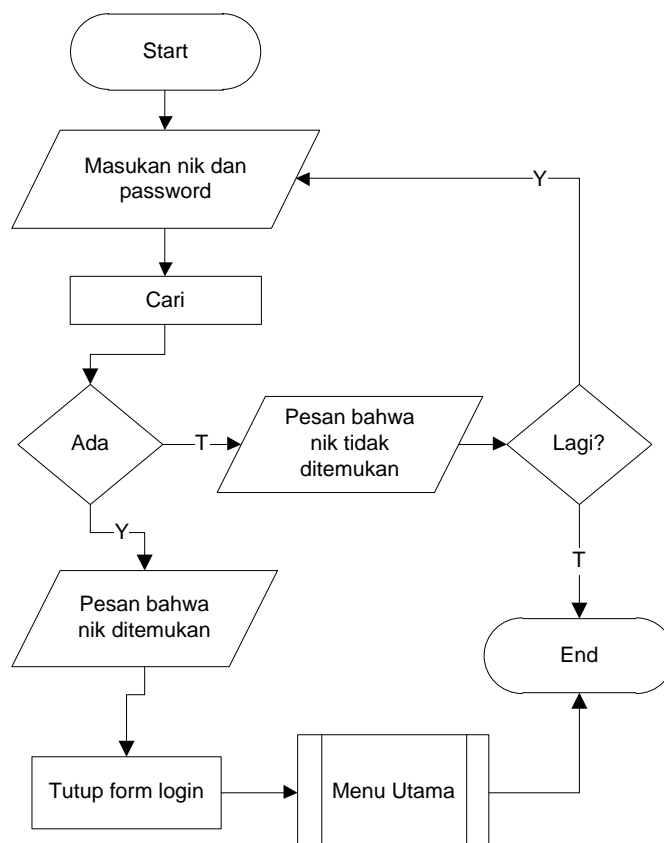 Start
Masukan nik dan
password
Y
Cari
Ada
T
Pesan bahwa
nik tidak
ditemukan
Lagi?
Y
T
Pesan bahwa
nik ditemukan
End
Tutup form login
Menu Utama